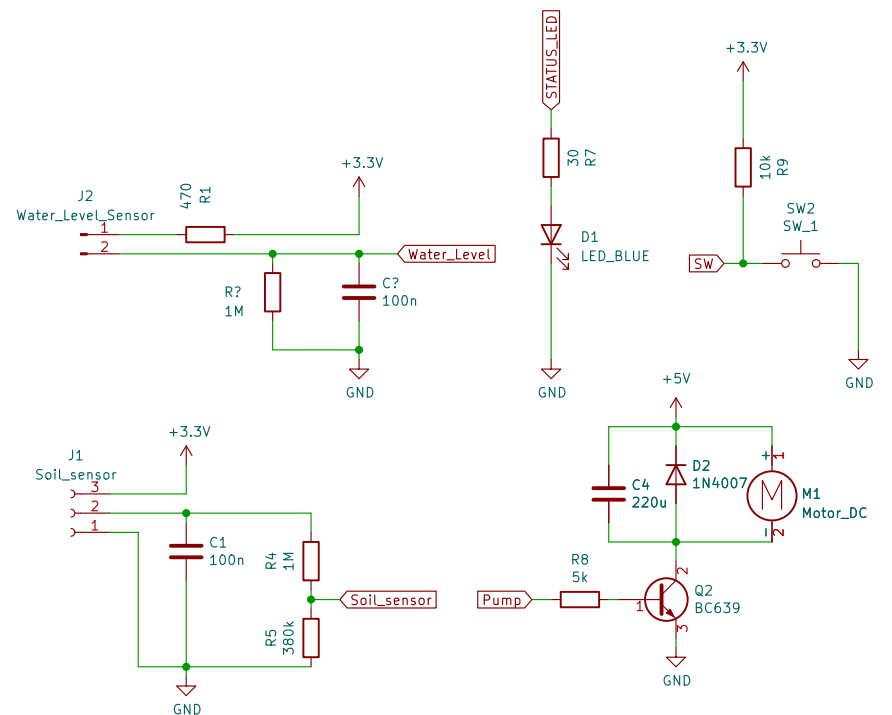 STATUS_LED
30
R7
D1
LED_BLUE
GND
+3.3V
10k
R9
SW2
SW_1
SW
GND
+3.3V
470
R1
J2
Water_Level_Sensor
1
2
Water_Level
R?
1M
C?
100n
GND
+3.3V
J1
Soil_sensor
3
2
1
C1
100n
R4
1M
Soil_sensor
R5
380k
GND
+5V
D2
1N4007
C4
220u
+
1
M
M1
Motor_DC
-
2
R8
5k
Pump
1
2
Q2
BC639
3
GND